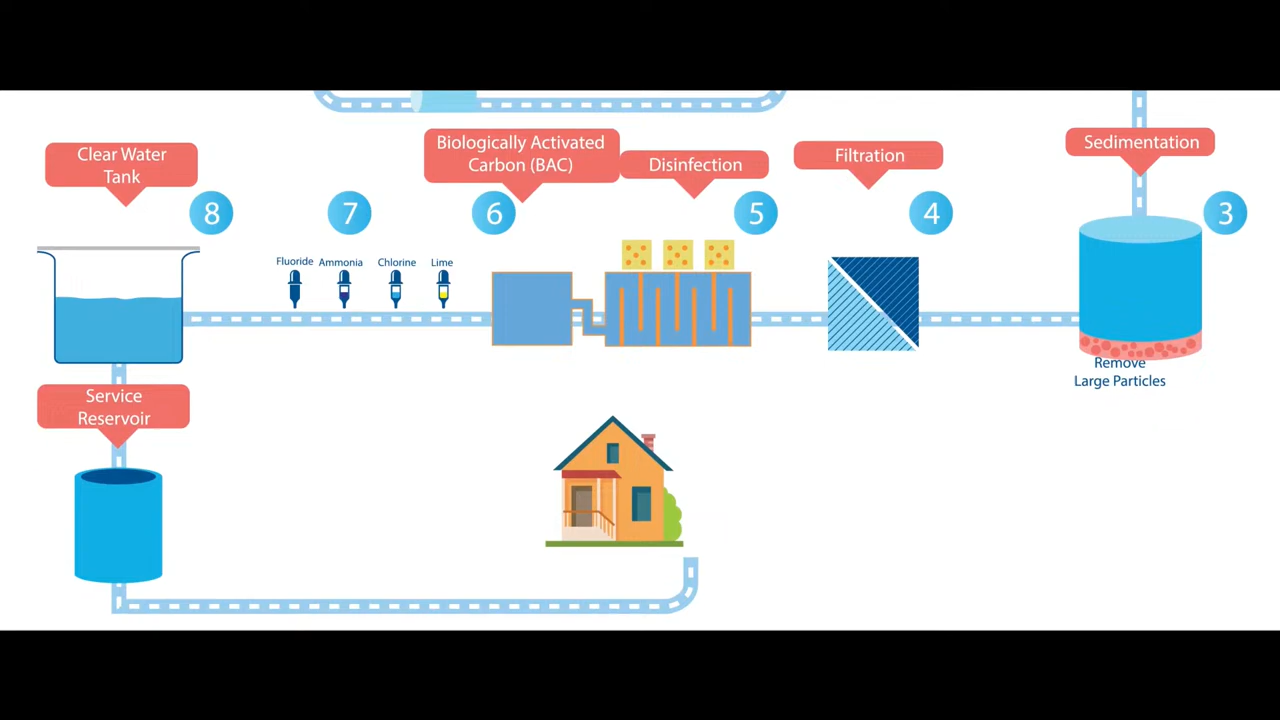 Clear Water
Tank
Biologically Activated
Carbon (BAC)
Disinfection
Filtration
Sedimentation
8
7
6
5
4
3
Fluoride
Ammonia
Chlorine
Lime
Remove
Large Particles
Service
Reservoir